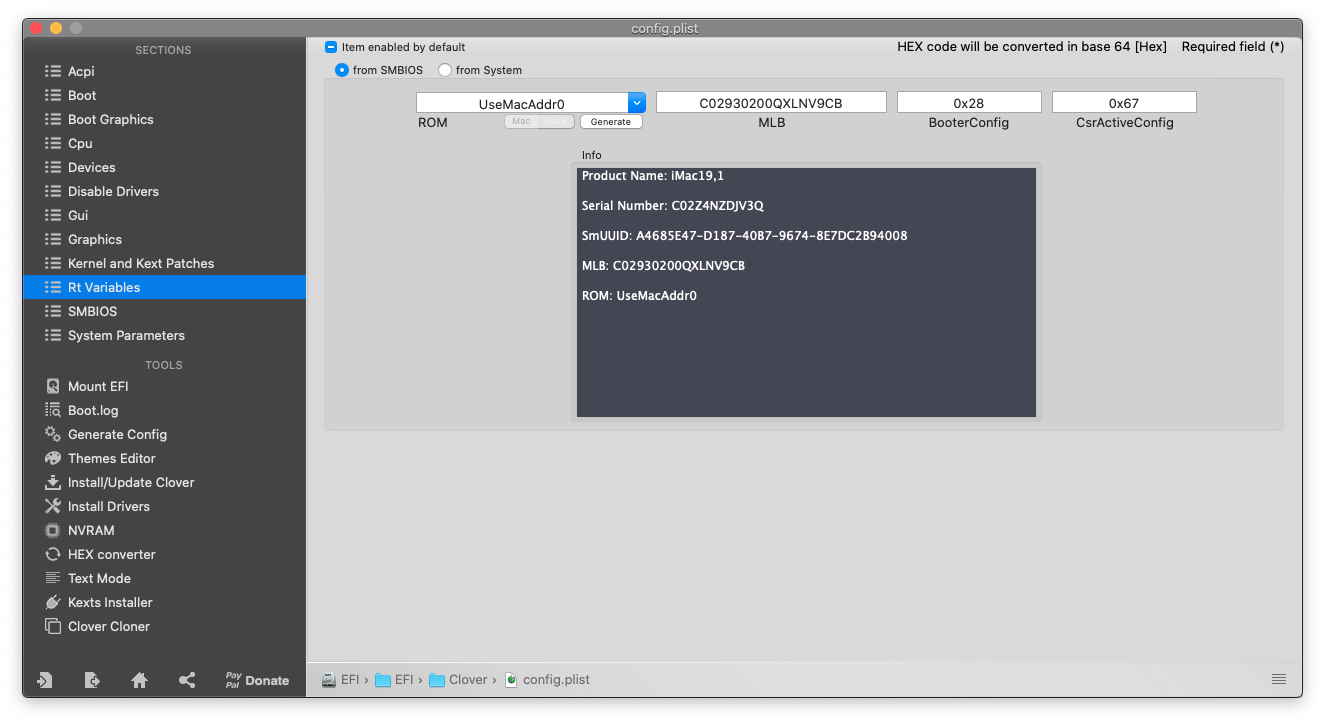 config.plist
SECTIONS
Acpi
Boot
Boot Graphics
Cpu
Devices
Disable Drivers
Gui
Graphics
Kernel and Kext Patches
Rt Variables
SMBIOS
System Parameters
TOOLS
Mount EFI
Boot.log
Generate Config
Themes Editor
Install/Update Clover
Install Drivers
NVRAM
HEX converter
Text Mode
Kexts Installer
Clover Cloner
Pay
Pal
Donate
Item enabled by default
HEX code will be converted in base 64 [Hex] Required field (*)
from SMBIOS from System
UseMacAddr0 C02930200QXLNV9CB 0x28 0x67
ROM Mac Hack Generate MLB BooterConfig CsrActiveConfig
Info
Product Name: iMac19,1
Serial Number: C02Z4NZDJV3Q
SmUUID: A4685E47-D187-40B7-9674-8E7DC2B94008
MLB: C02930200QXLNV9CB
ROM: UseMacAddr0
EFI › EFI › Clover › config.plist